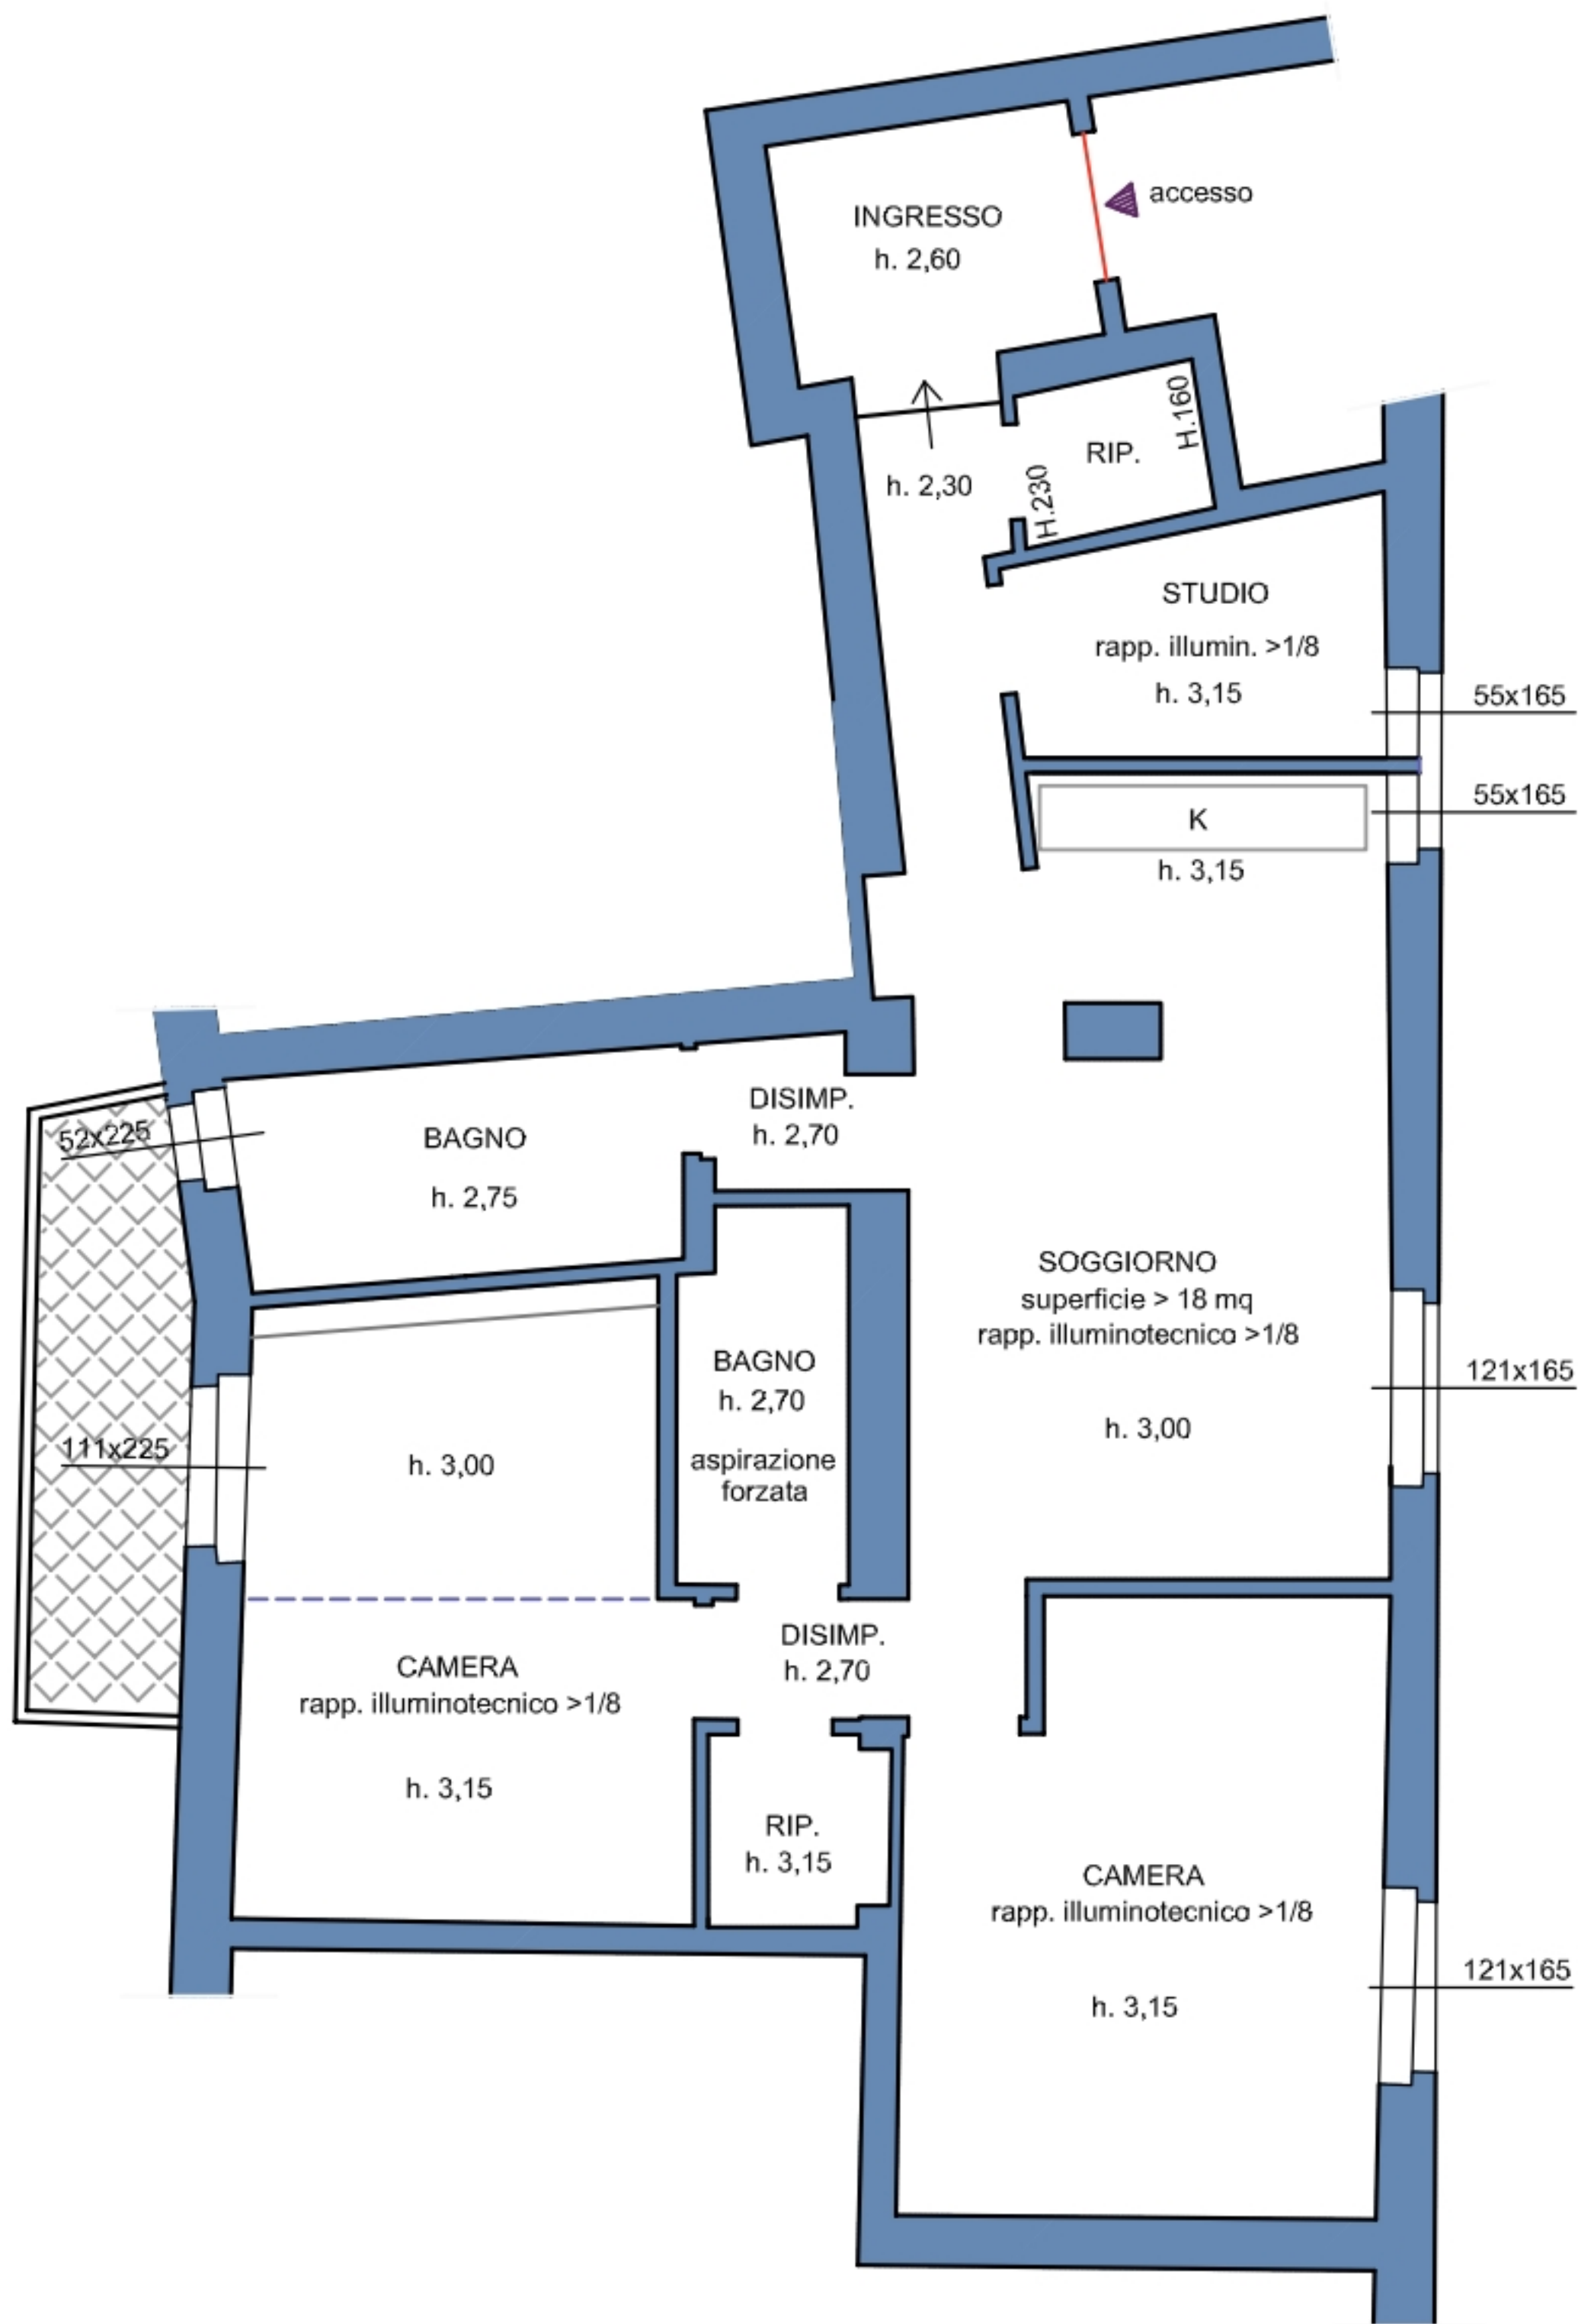 accesso
INGRESSO
h. 2,60
H.160
RIP.
h. 2,30
H.230
STUDIO
rapp. illumin. >1/8
h. 3,15
55x165
55x165
K
h. 3,15
DISIMP.
h. 2,70
52x225
BAGNO
h. 2,75
SOGGIORNO
superficie > 18 mq
rapp. illuminotecnico >1/8
BAGNO
h. 2,70
121x165
h. 3,00
111x225
h. 3,00
aspirazione
forzata
DISIMP.
h. 2,70
CAMERA
rapp. illuminotecnico >1/8
h. 3,15
RIP.
h. 3,15
CAMERA
rapp. illuminotecnico >1/8
121x165
h. 3,15